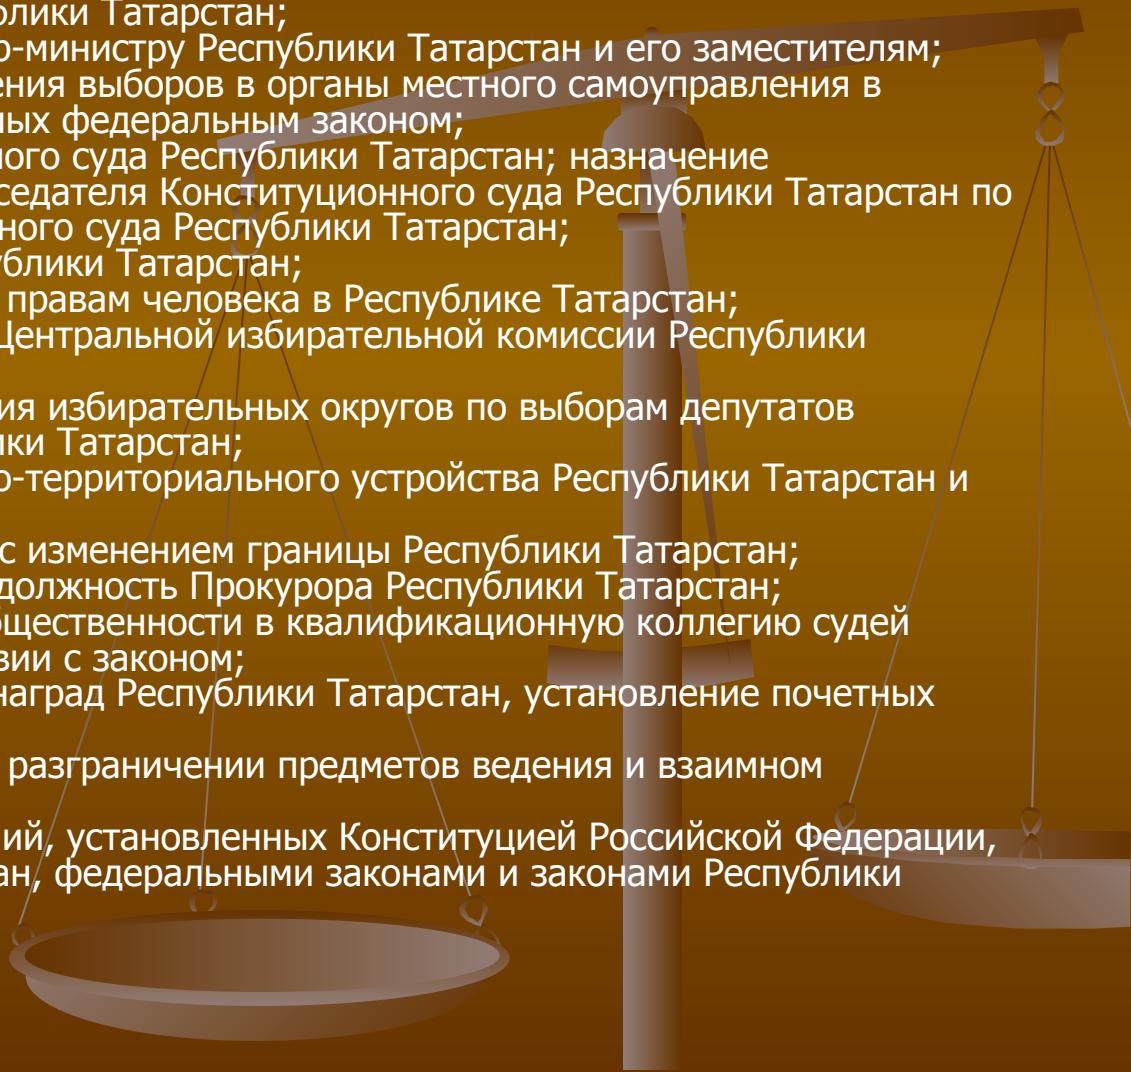 олики Татарстан;
р-министру Республики Татарстан и его заместителям;
ения выборов в органы местного самоуправления в
ных федеральным законом;
ного суда Республики Татарстан; назначение
седателя Конституционного суда Республики Татарстан по
ного суда Республики Татарстан;
ублики Татарстан;
правам человека в Республике Татарстан;
Центральной избирательной комиссии Республики
ия избирательных округов по выборам депутатов
ики Татарстан;
о-территориального устройства Республики Татарстан и
с изменением границы Республики Татарстан;
должность Прокурора Республики Татарстан;
бщественности в квалификационную коллегию судей
вии с законом;
наград Республики Татарстан, установление почетных
разграничении предметов ведения и взаимном
ий, установленных Конституцией Российской Федерации,
ан, федеральными законами и законами Республики